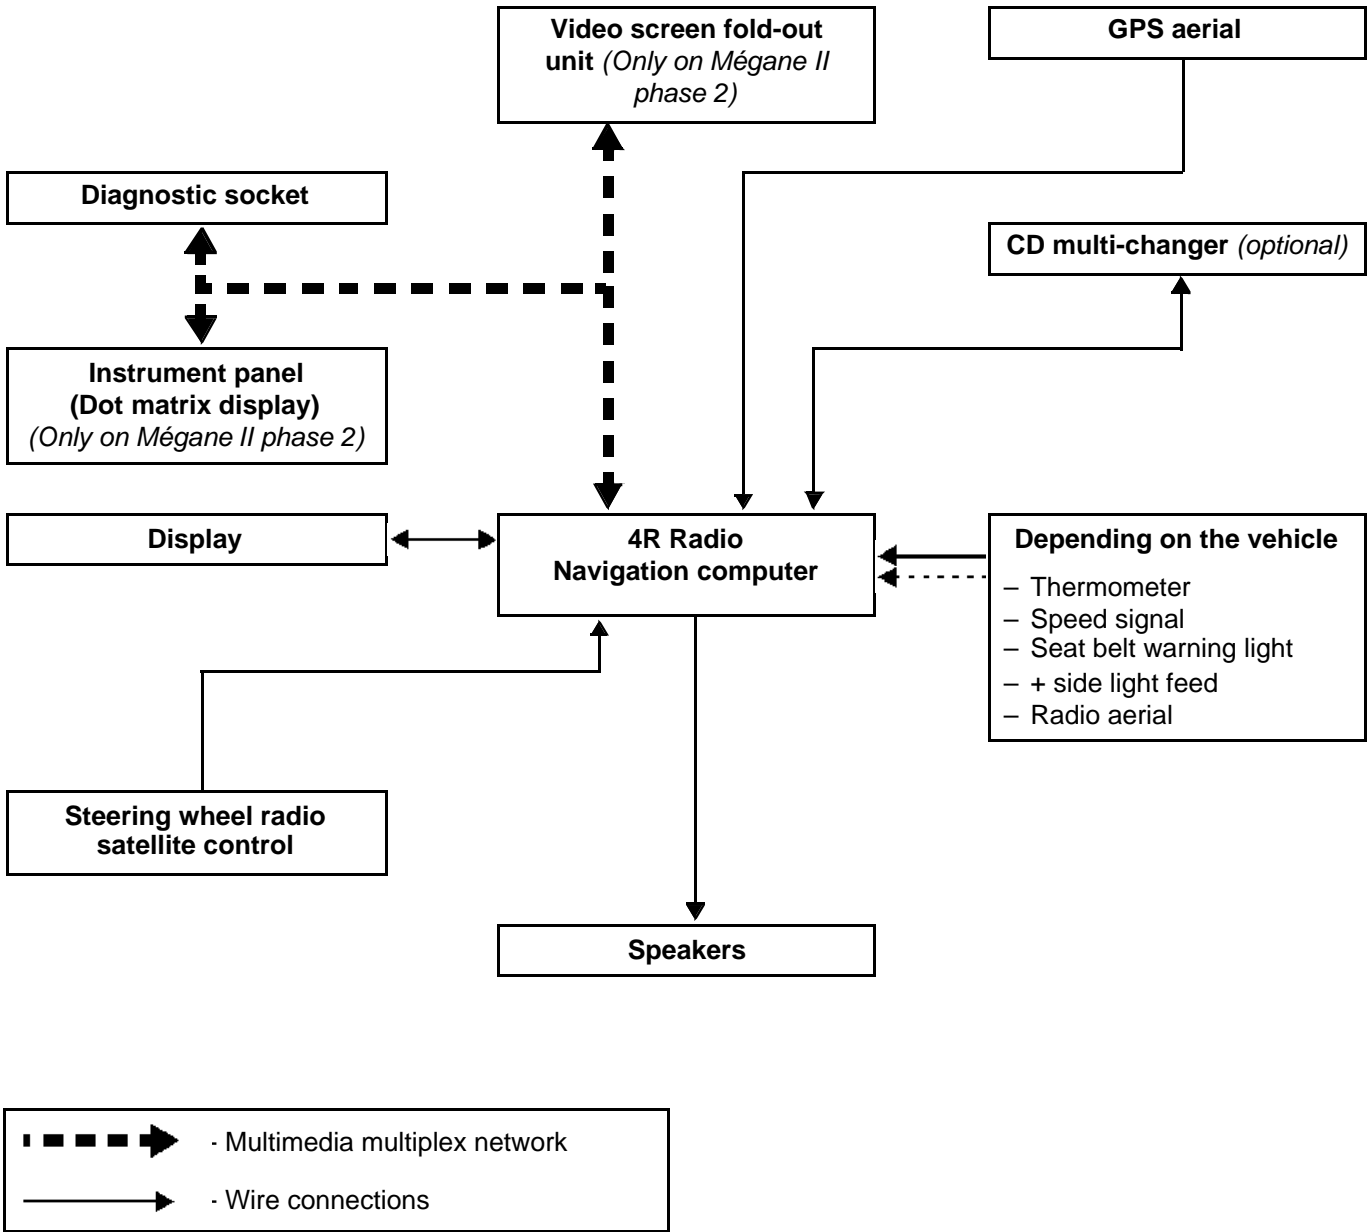 Video screen fold-out
unit (Only on Mégane II
phase 2)
GPS aerial
Diagnostic socket
CD multi-changer (optional)
Instrument panel
(Dot matrix display)
(Only on Mégane II phase 2)
Display
4R Radio
Navigation computer
Depending on the vehicle
– Thermometer
– Speed signal
– Seat belt warning light
– + side light feed
– Radio aerial
Steering wheel radio
satellite control
Speakers
- Multimedia multiplex network
- Wire connections